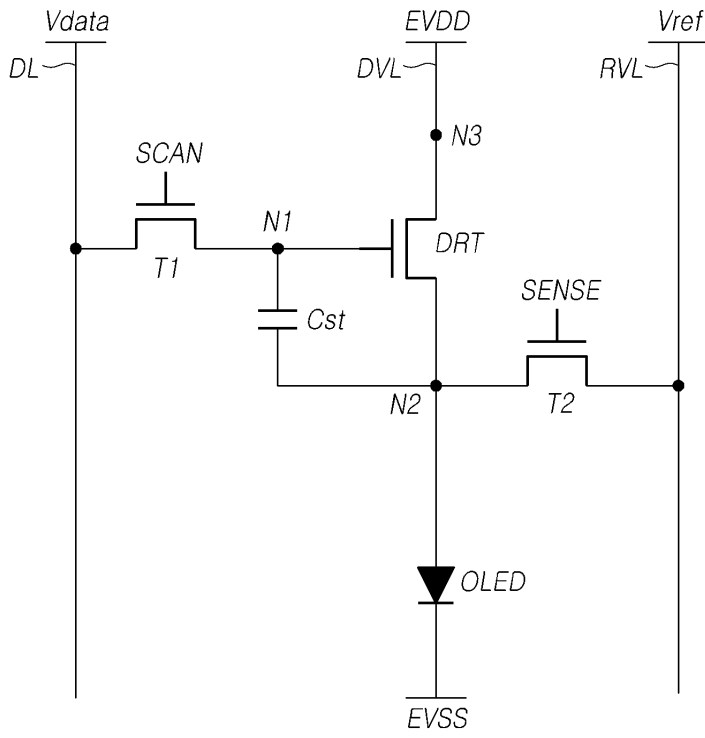 Vdata
EVDD
Vref
DL
DVL
RVL
N3
SCAN
N1
DRT
T1
SENSE
Cst
N2
T2
OLED
EVSS